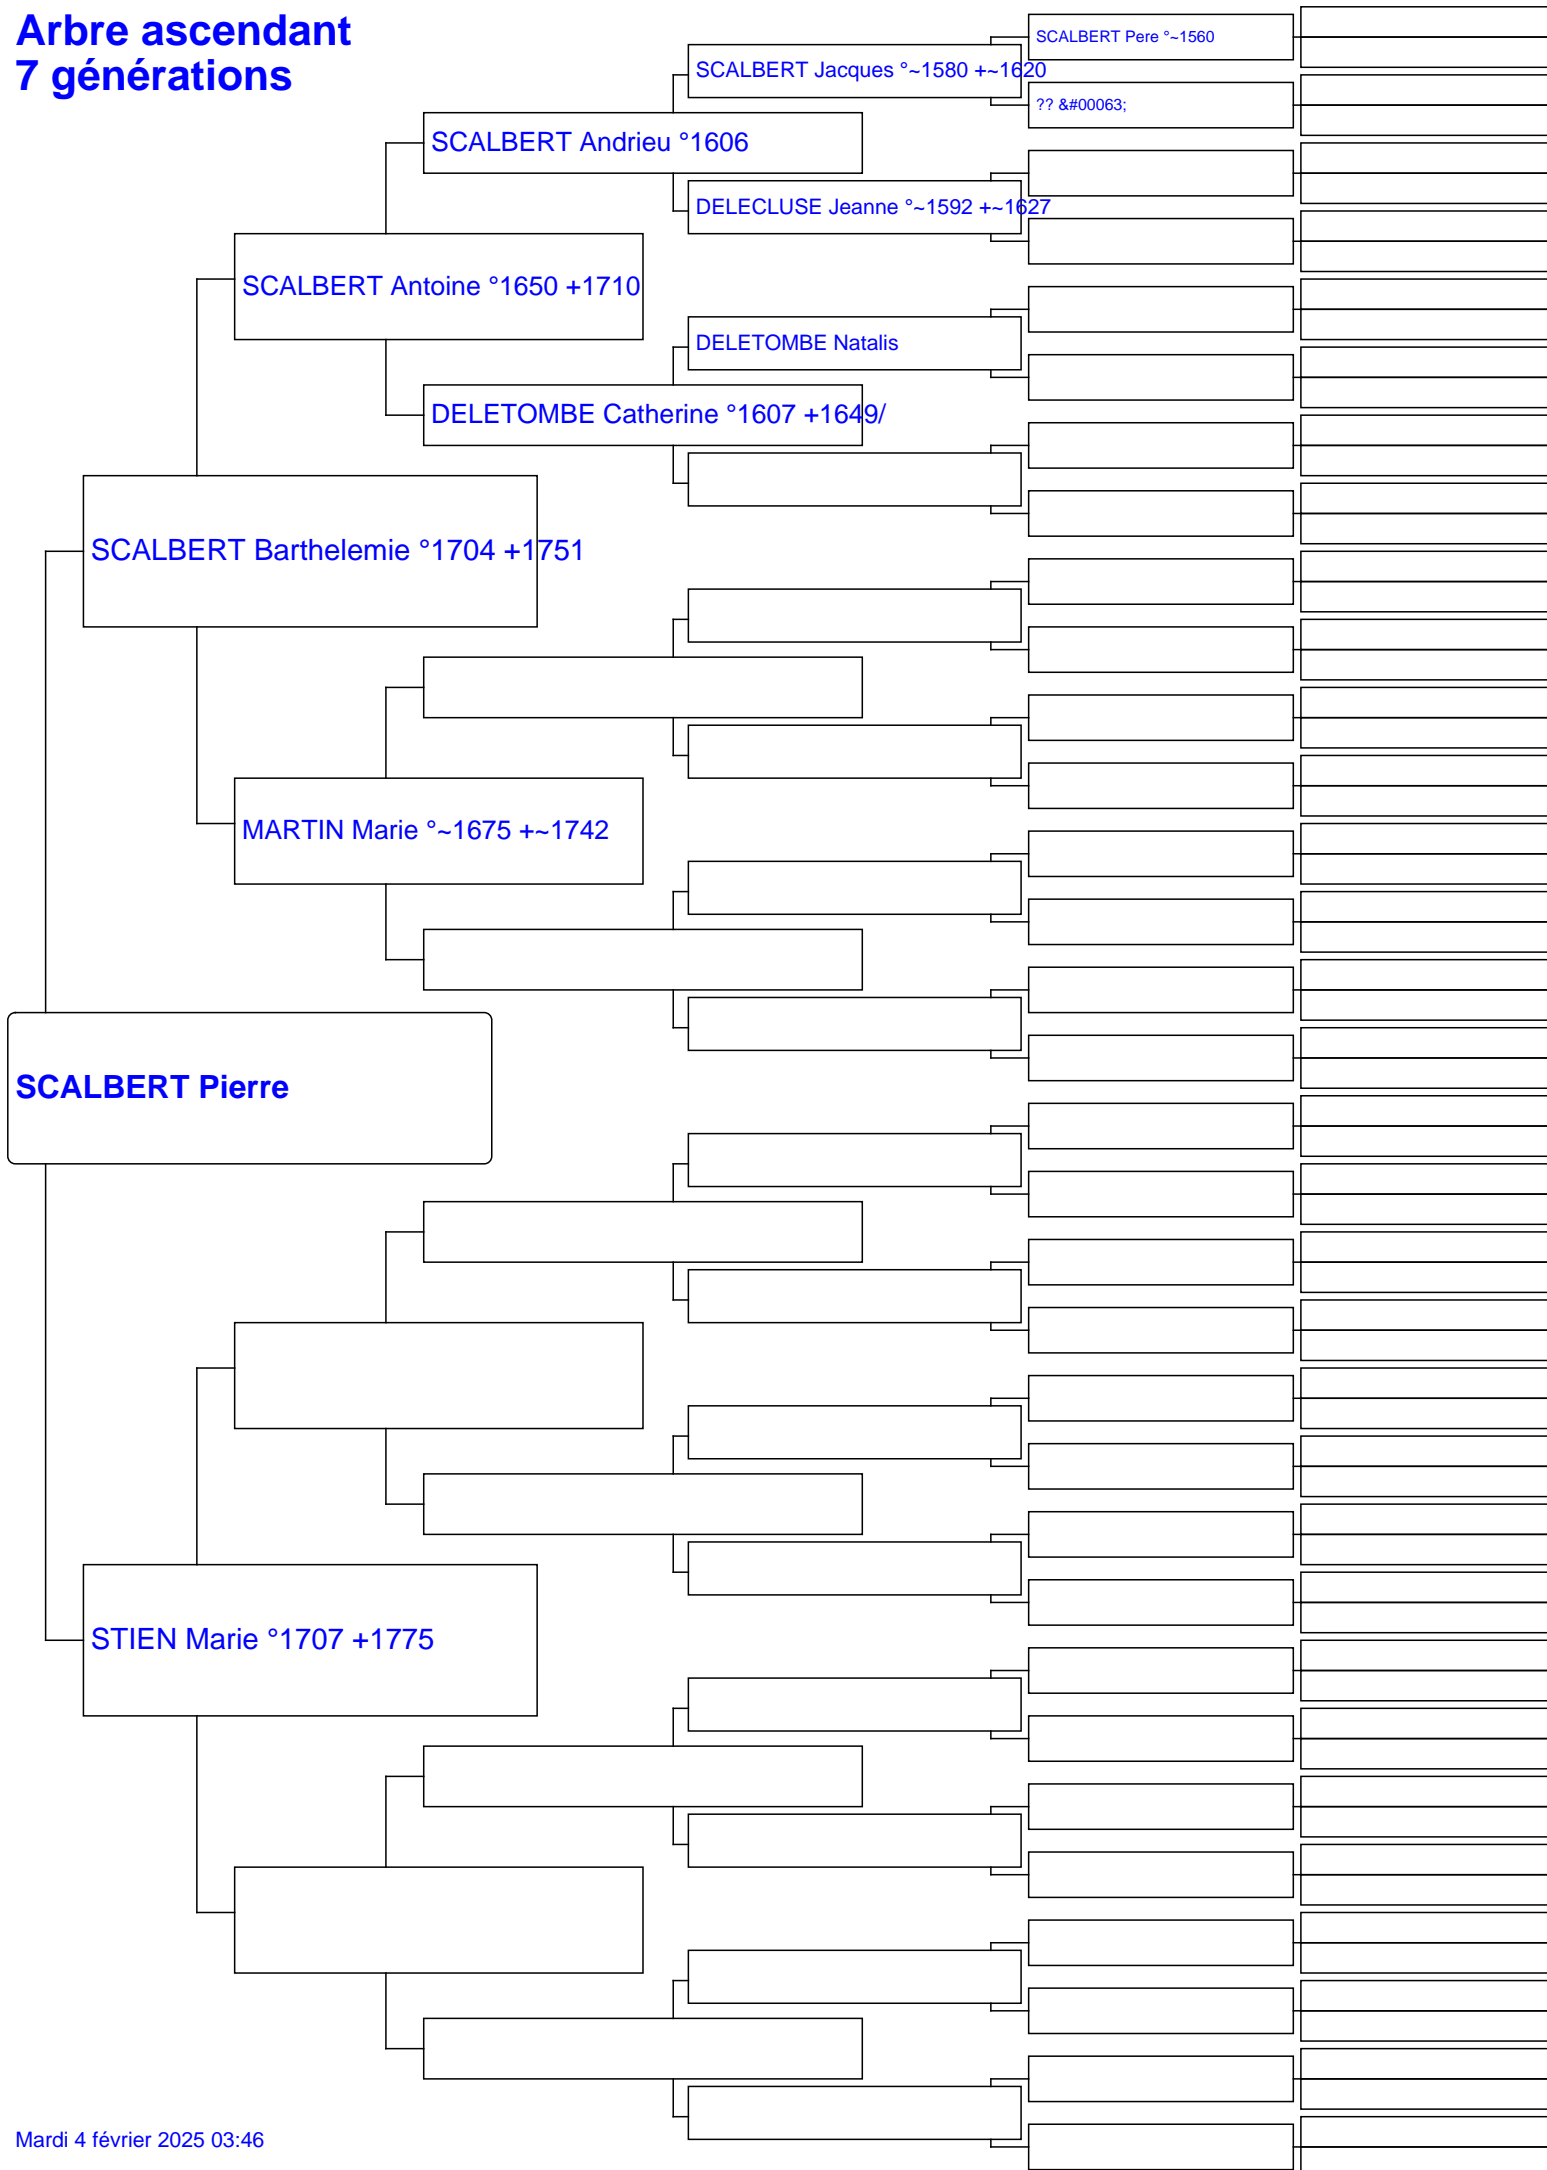 Arbre ascendant
7 générations
SCALBERT Pere °~1560
SCALBERT Jacques °~1580 +~1620
?? &#00063;
SCALBERT Andrieu °1606
DELECLUSE Jeanne °~1592 +~1627
SCALBERT Antoine °1650 +1710
DELETOMBE Natalis
DELETOMBE Catherine °1607 +1649/
SCALBERT Barthelemie °1704 +1751
MARTIN Marie °~1675 +~1742
SCALBERT Pierre
STIEN Marie °1707 +1775
Mardi 4 février 2025 03:46